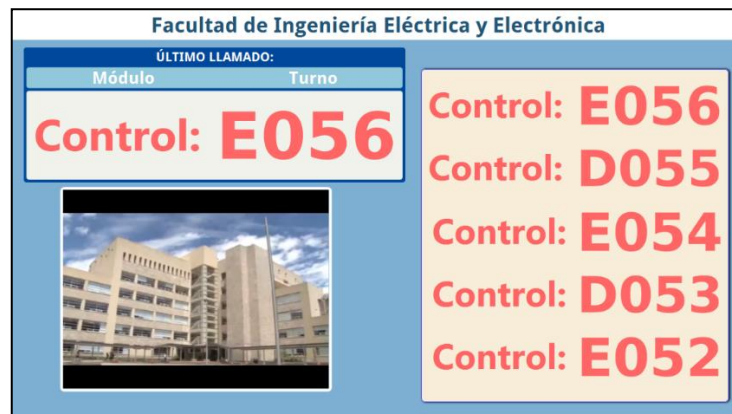 Facultad de Ingeniería Eléctrica y Electrónica
ÚLTIMO LLAMADO:
Módulo Turno
Control: E056
Control: E056
Control: D055
Control: E054
Control: D053
Control: E052